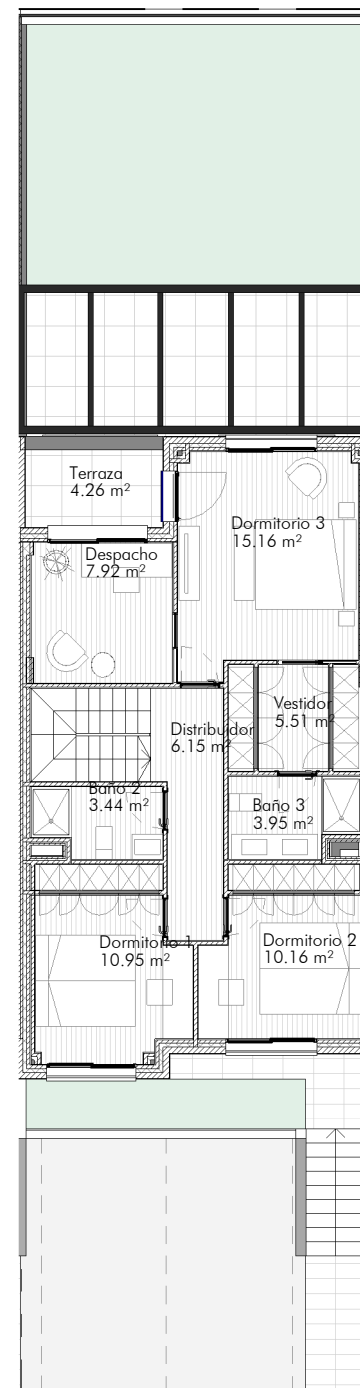 Terraza
4.26 m²
Dormitorio 3
15.16 m²
Despacho
7.92 m²
Vestidor
5.51 m²
Distribuidor
6.15 m²
Baño 2
3.44 m²
Baño 3
3.95 m²
Dormitorio 1
10.95 m²
Dormitorio 2
10.16 m²